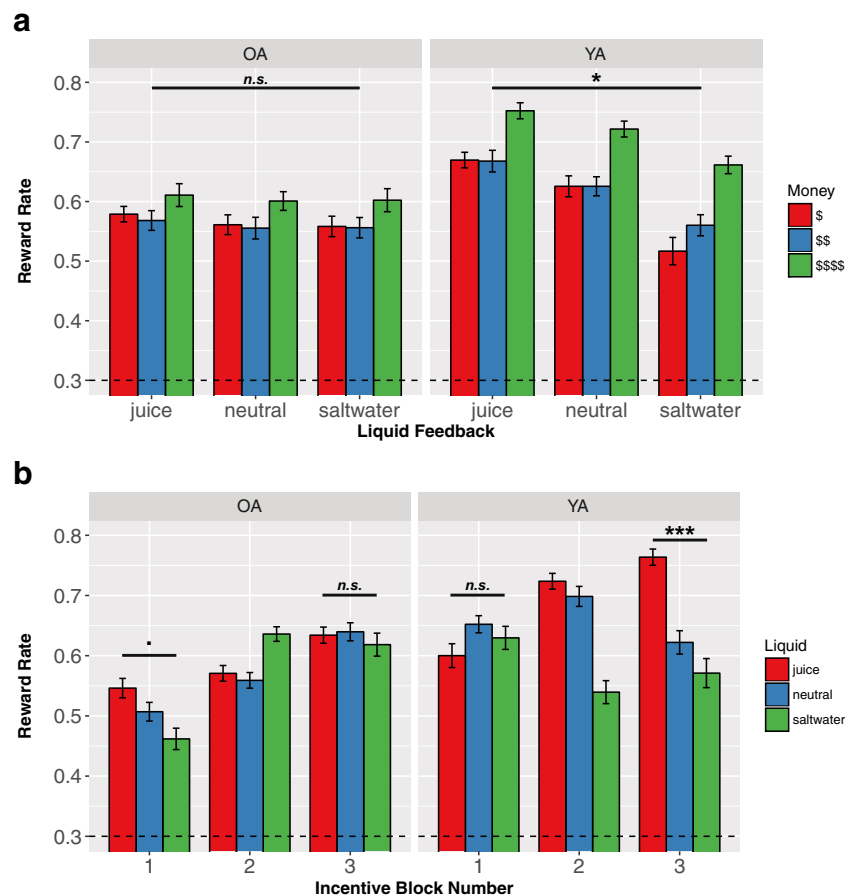 a
OA YA
n.s. *
0.8
0.7
0.6
0.5
0.4
0.3
Reward Rate
juice neutral saltwater juice neutral saltwater
Liquid Feedback
Money
$
$$
$$$$
b
OA YA
. n.s. n.s. ***
0.8
0.7
0.6
0.5
0.4
0.3
Reward Rate
1 2 3 1 2 3
Incentive Block Number
Liquid
juice
neutral
saltwater